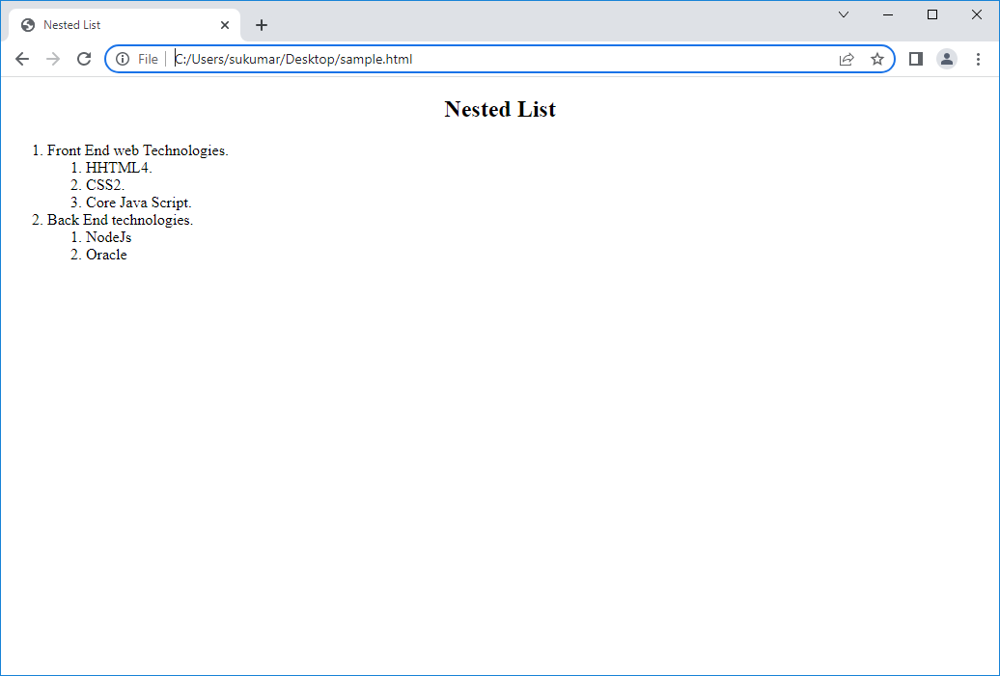 Nested List
File C:/Users/sukumar/Desktop/sample.html
Nested List
1. Front End web Technologies.
1. HHTML4.
2. CSS2.
3. Core Java Script.
2. Back End technologies.
1. NodeJs
2. Oracle